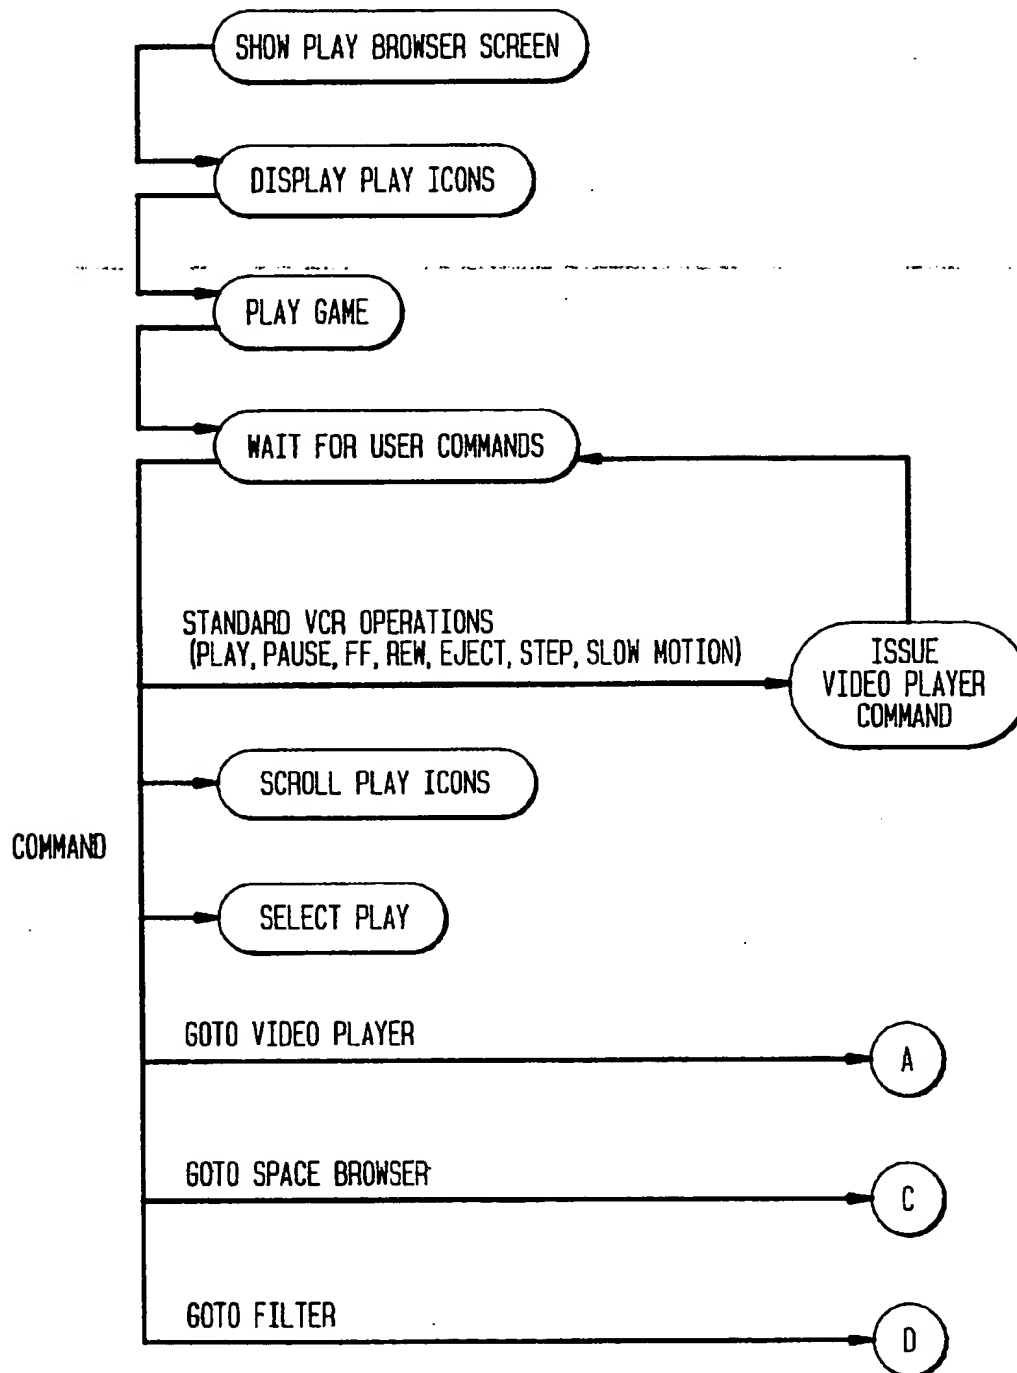 SHOW PLAY BROWSER SCREEN
DISPLAY PLAY ICONS
PLAY GAME
WAIT FOR USER COMMANDS
STANDARD VCR OPERATIONS
(PLAY, PAUSE, FF, REW, EJECT, STEP, SLOW MOTION)
ISSUE
VIDEO PLAYER
COMMAND
SCROLL PLAY ICONS
COMMAND
SELECT PLAY
GOTO VIDEO PLAYER
A
GOTO SPACE BROWSER
C
GOTO FILTER
D